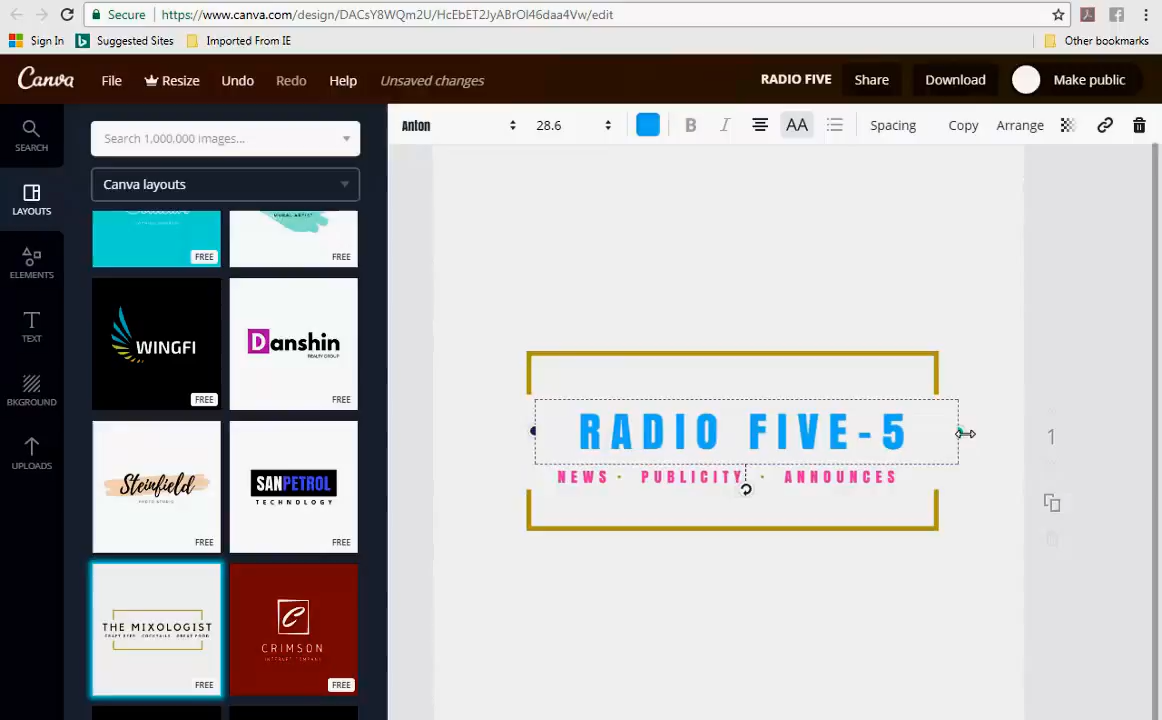 Secure https://www.canva.com/design/DACsY8WQm2U/HcEbET2JyABrOl46daa4Vw/edit
Sign In Suggested Sites Imported From IE Other bookmarks
Canva File Resize Undo Redo Help Unsaved changes RADIO FIVE Share Download Make public
Anton 28.6 B I AA Spacing Copy Arrange
SEARCH
Search 1,000,000 images...
LAYOUTS
Canva layouts
FREE
FREE
ELEMENTS
WINGFI
FREE
Danshin
REALTY GROUP
FREE
TEXT
BKGROUND
UPLOADS
Steinfield
FREE
SANPETROL
TECHNOLOGY
FREE
THE MIXOLOGIST
FREE
C
CRIMSON
FREE
RADIO FIVE-5
NEWS · PUBLICITY · ANNOUNCES
1